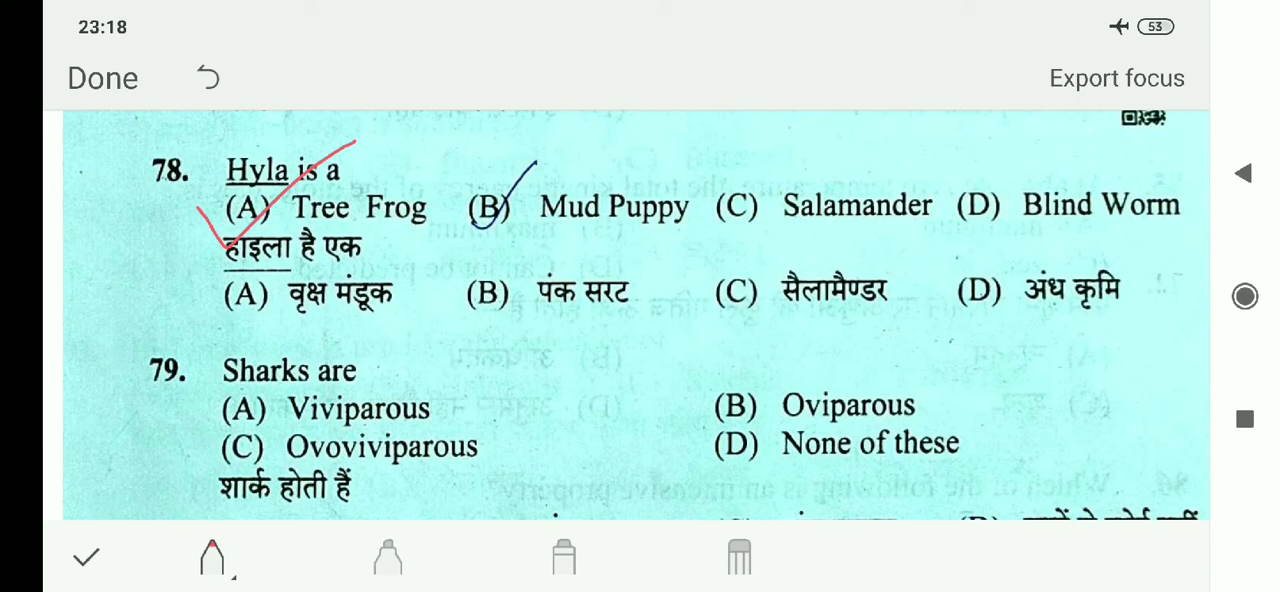 23:18
53
Done
Export focus
78. Hyla is a
(A) Tree Frog (B) Mud Puppy (C) Salamander (D) Blind Worm
हाइला है एक
(A) वृक्ष मंडूक (B) पंक सरट (C) सैलामैण्डर (D) अंध कृमि
79. Sharks are
(A) Viviparous (B) Oviparous
(C) Ovoviviparous (D) None of these
शार्क होती हैं